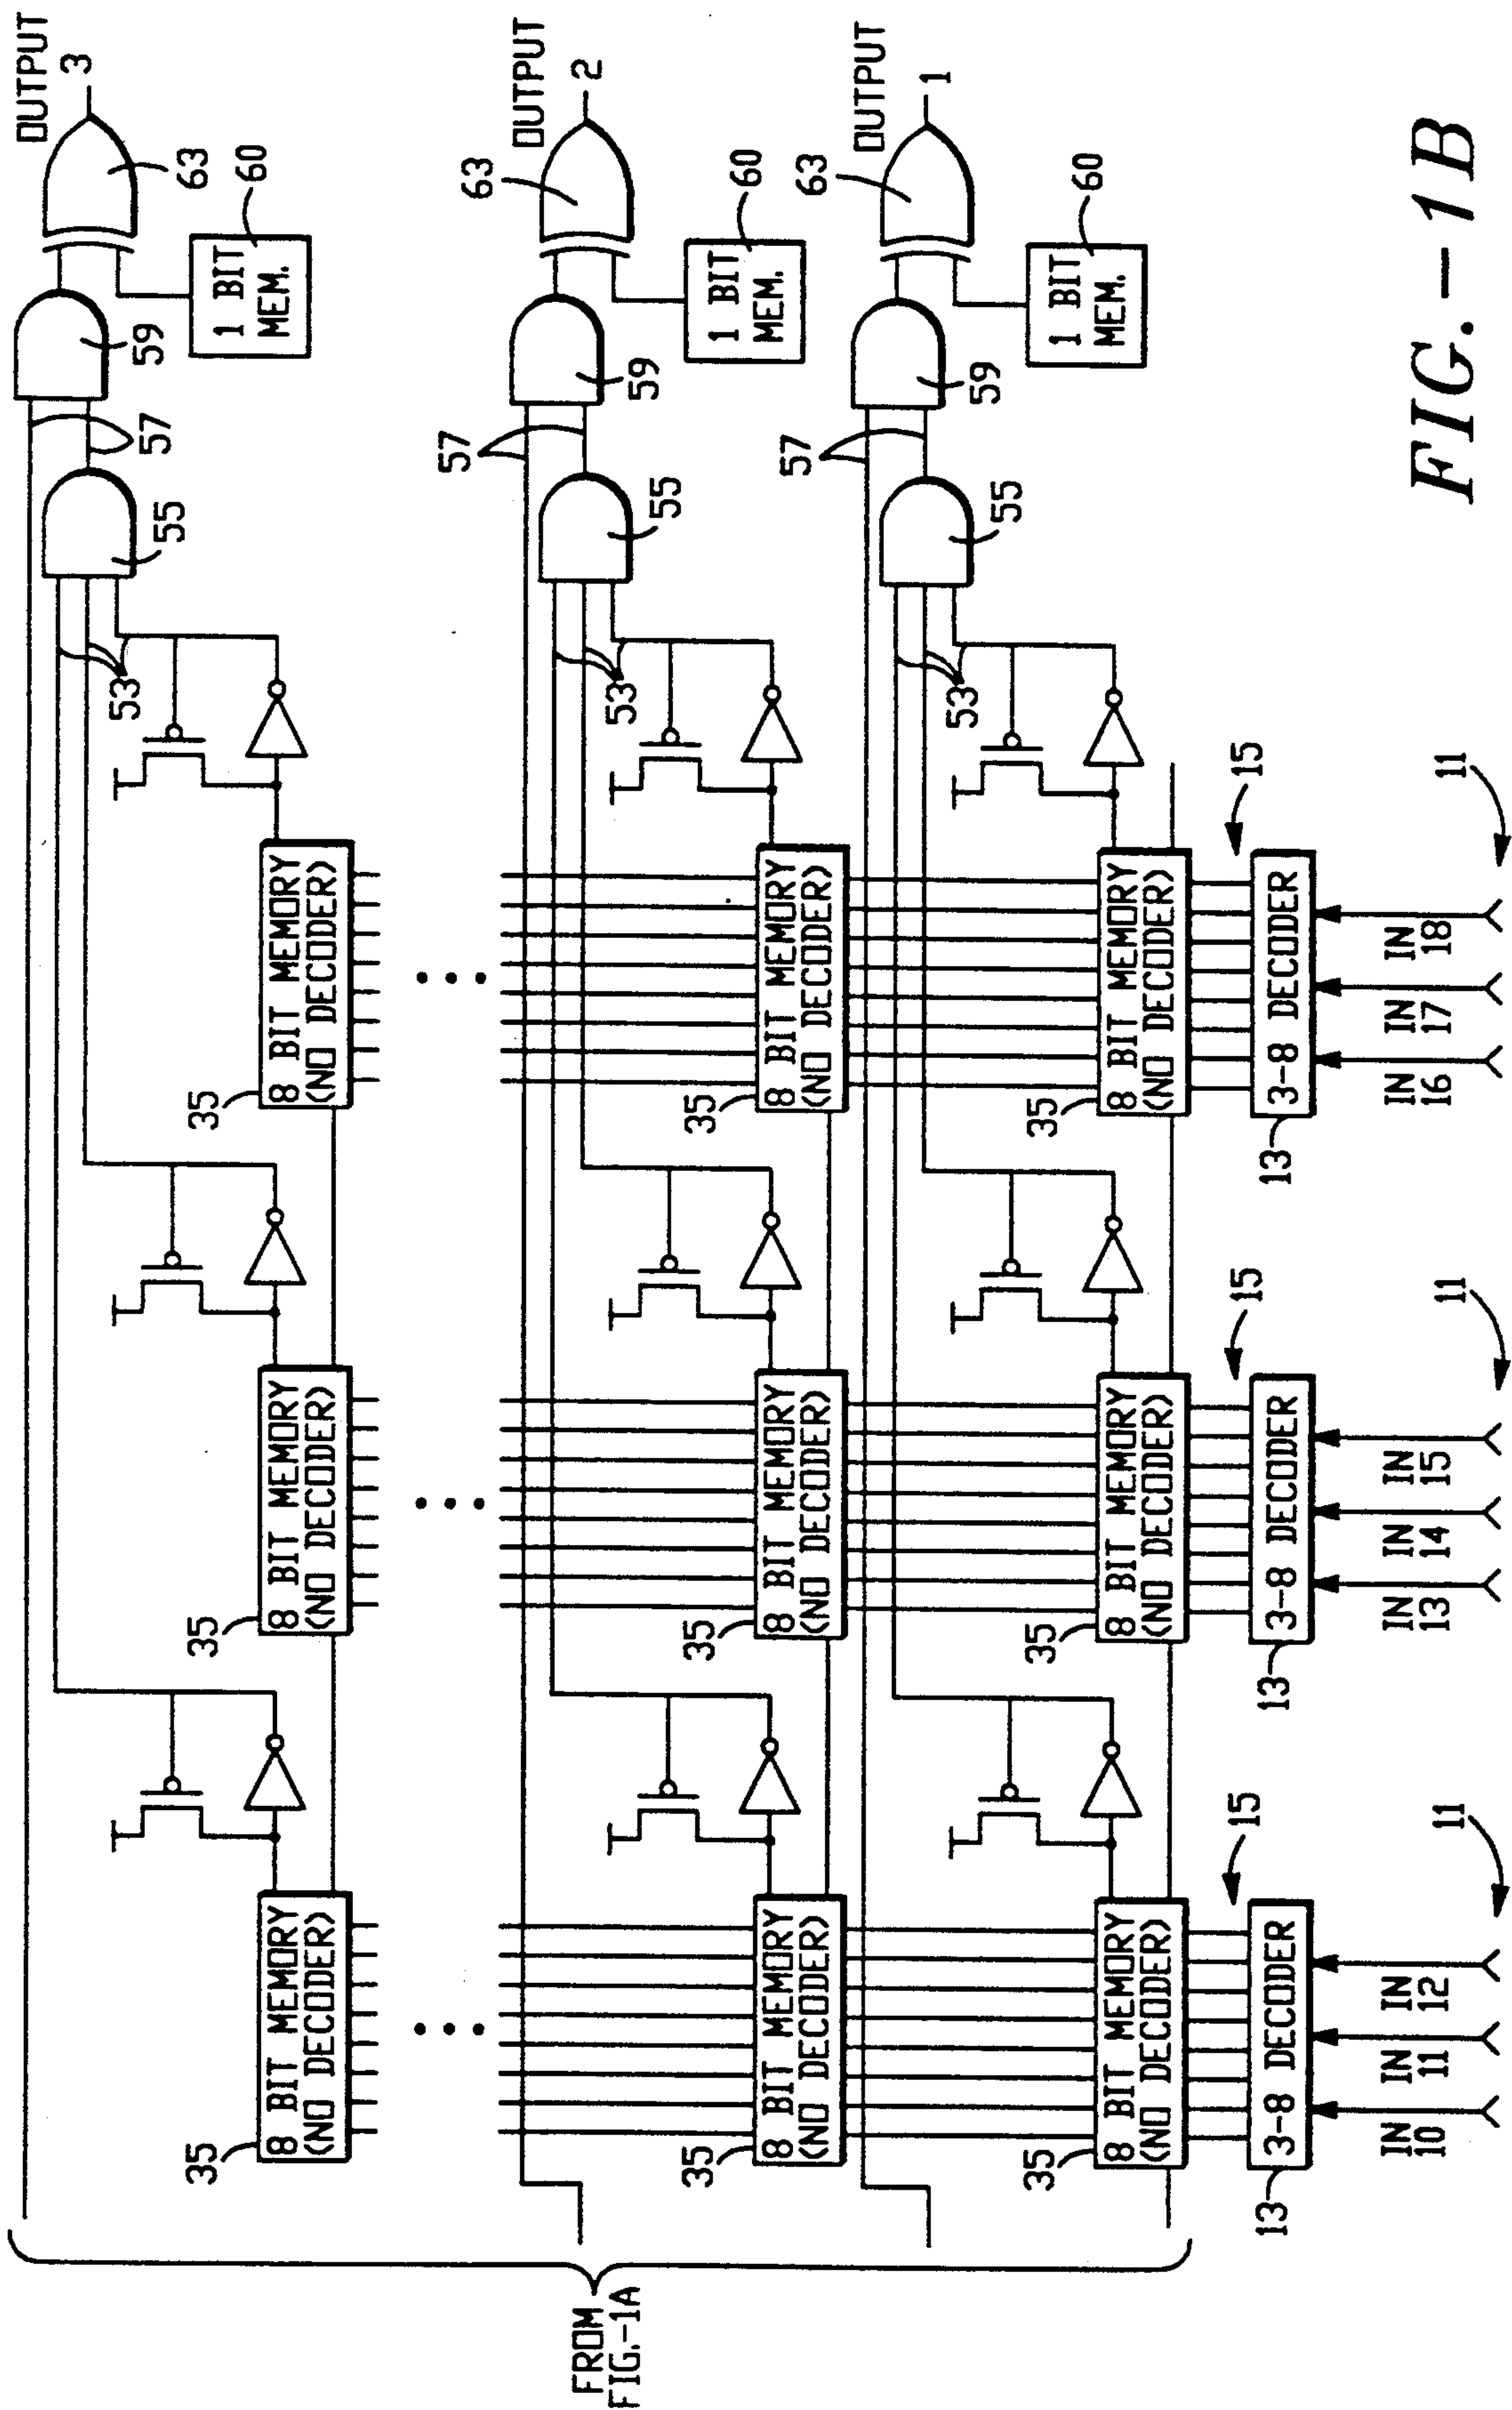 OUTPUT
3
63
60
1 BIT
MEM.
59
57
55
53
35
8 BIT MEMORY
(NO DECODER)
35
8 BIT MEMORY
(NO DECODER)
35
8 BIT MEMORY
(NO DECODER)
OUTPUT
2
63
60
1 BIT
MEM.
59
57
55
53
35
8 BIT MEMORY
(NO DECODER)
35
8 BIT MEMORY
(NO DECODER)
35
8 BIT MEMORY
(NO DECODER)
OUTPUT
1
63
60
1 BIT
MEM.
59
57
55
53
35
8 BIT MEMORY
(NO DECODER)
35
8 BIT MEMORY
(NO DECODER)
35
8 BIT MEMORY
(NO DECODER)
FROM
FIG.-1A
15
15
15
13
3-8 DECODER
13
3-8 DECODER
13
3-8 DECODER
IN
10
IN
11
IN
12
11
IN
13
IN
14
IN
15
11
IN
16
IN
17
IN
18
11
FIG.-1B